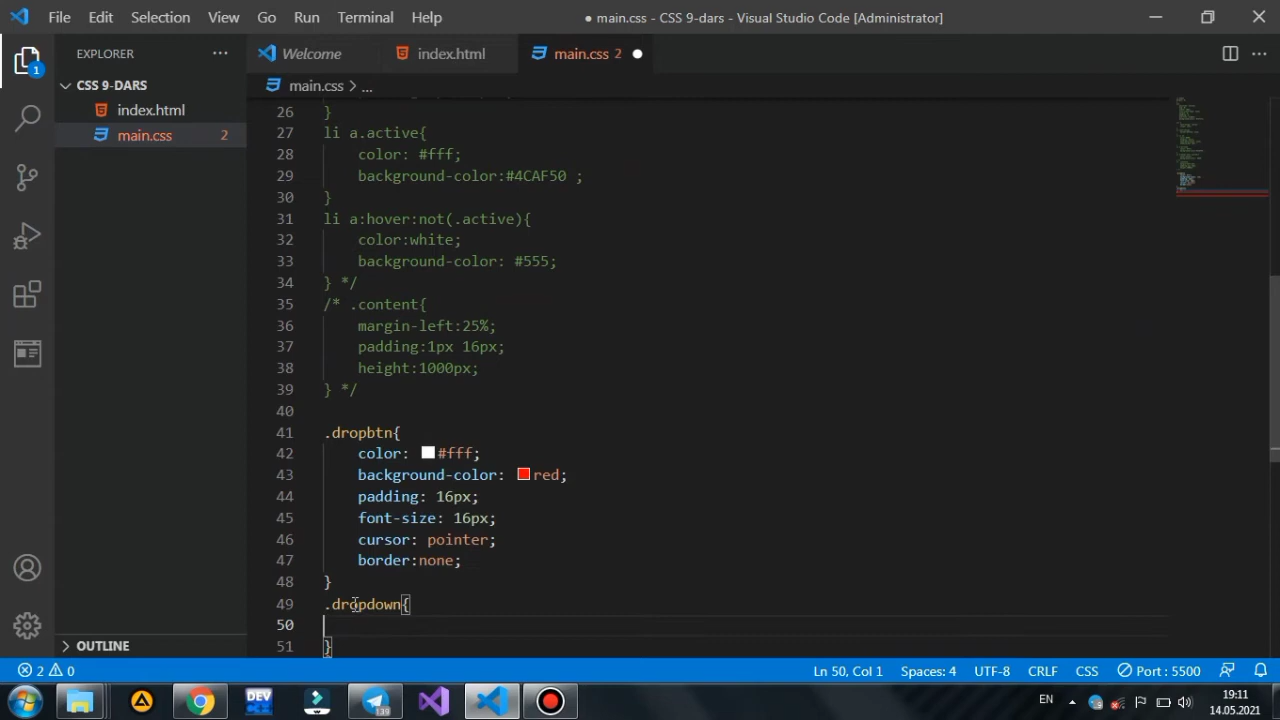 File Edit Selection View Go Run Terminal Help
● main.css - CSS 9-dars - Visual Studio Code [Administrator]
EXPLORER
CSS 9-DARS
index.html
main.css 2
OUTLINE
1
Welcome index.html main.css 2
main.css > ...
26 }
27 li a.active{
28 color: #fff;
29 background-color:#4CAF50 ;
30 }
31 li a:hover:not(.active){
32 color:white;
33 background-color: #555;
34 } */
35 /* .content{
36 margin-left:25%;
37 padding:1px 16px;
38 height:1000px;
39 } */
40
41 .dropbtn{
42 color: #fff;
43 background-color: red;
44 padding: 16px;
45 font-size: 16px;
46 cursor: pointer;
47 border:none;
48 }
49 .dropdown{
50
51 }
2 0 Ln 50, Col 1 Spaces: 4 UTF-8 CRLF CSS Port : 5500
DEV
139
EN 19:11
14.05.2021